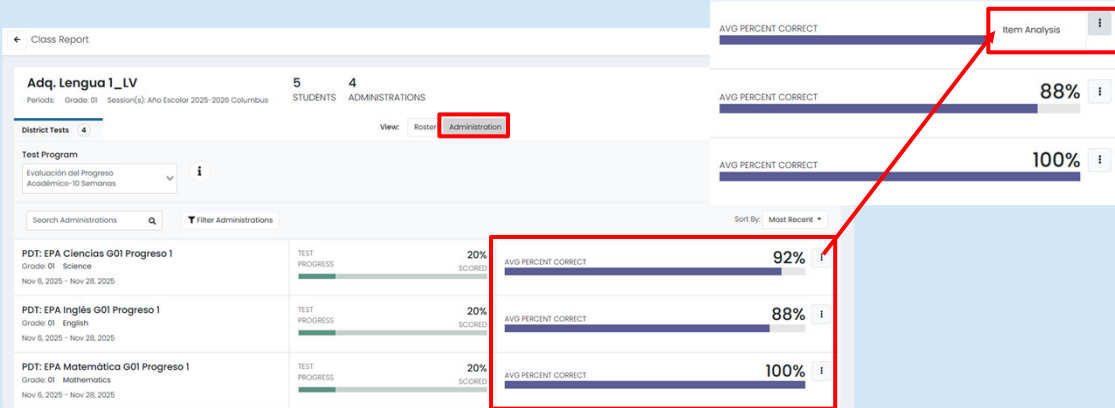 ← Class Report
Adq. Lengua 1_LV
Periods: Grade: 01 Session(s): Año Escolar 2025-2026 Columbus
5 STUDENTS
4 ADMINISTRATIONS
District Tests 4
View: Roster Administration
Test Program
Evaluación del Progreso
Académico-10 Semanas
i
Search Administrations
Filter Administrations
Sort By: Most Recent
PDT: EPA Ciencias G01 Progreso 1
Grade: 01 Science
Nov 6, 2025 - Nov 28, 2025
TEST
PROGRESS
20%
SCORED
AVG PERCENT CORRECT
92%
PDT: EPA Inglés G01 Progreso 1
Grade: 01 English
Nov 6, 2025 - Nov 28, 2025
TEST
PROGRESS
20%
SCORED
AVG PERCENT CORRECT
88%
PDT: EPA Matemática G01 Progreso 1
Grade: 01 Mathematics
Nov 6, 2025 - Nov 28, 2025
TEST
PROGRESS
20%
SCORED
AVG PERCENT CORRECT
100%
AVG PERCENT CORRECT
Item Analysis
AVG PERCENT CORRECT
88%
AVG PERCENT CORRECT
100%